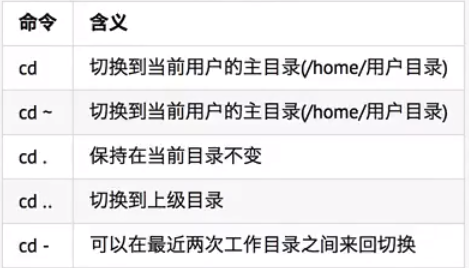 命令 含义
cd 切换到当前用户的主目录(/home/用户目录)
cd ~ 切换到当前用户的主目录(/home/用户目录)
cd . 保持在当前目录不变
cd .. 切换到上级目录
cd - 可以在最近两次工作目录之间来回切换